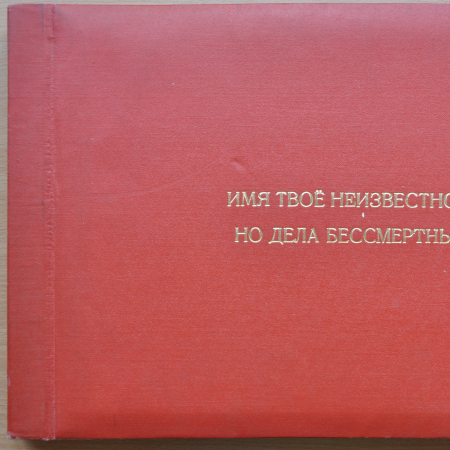 ИМЯ ТВОЁ НЕИЗВЕСТНО
НО ДЕЛА БЕССМЕРТНЫ